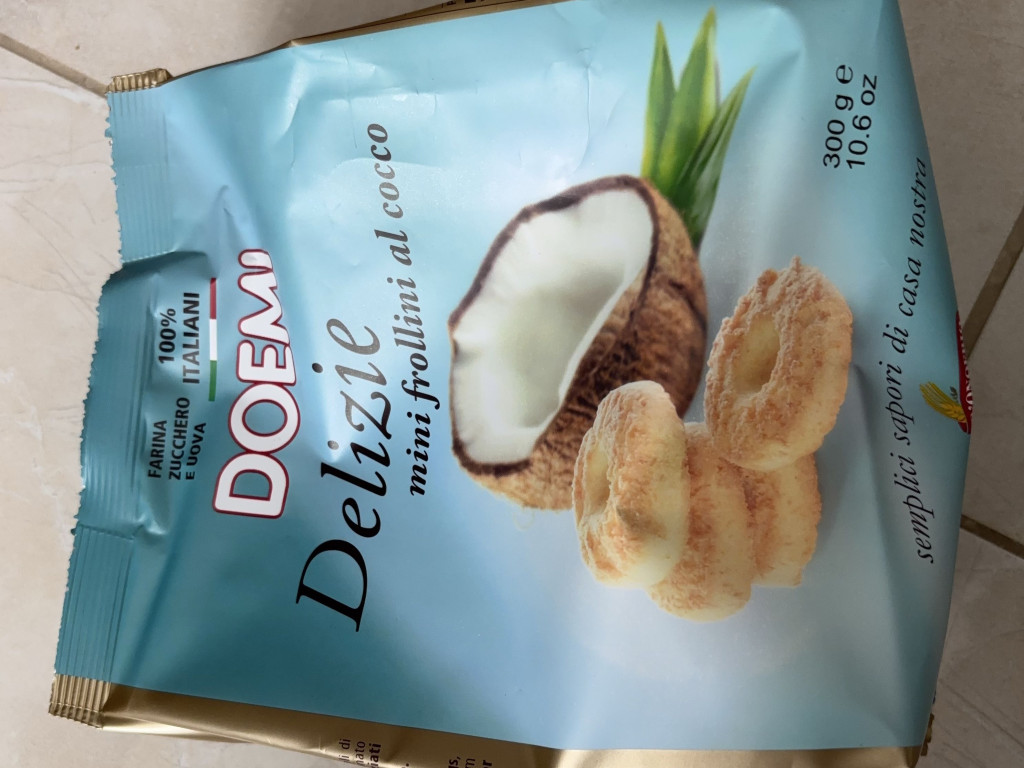 FARINA
ZUCCHERO
E UOVA
100%
ITALIANI
DOEMI
Delizie
mini frollini al cocco
300 g e
10.6 oz
semplici sapori di casa nostra